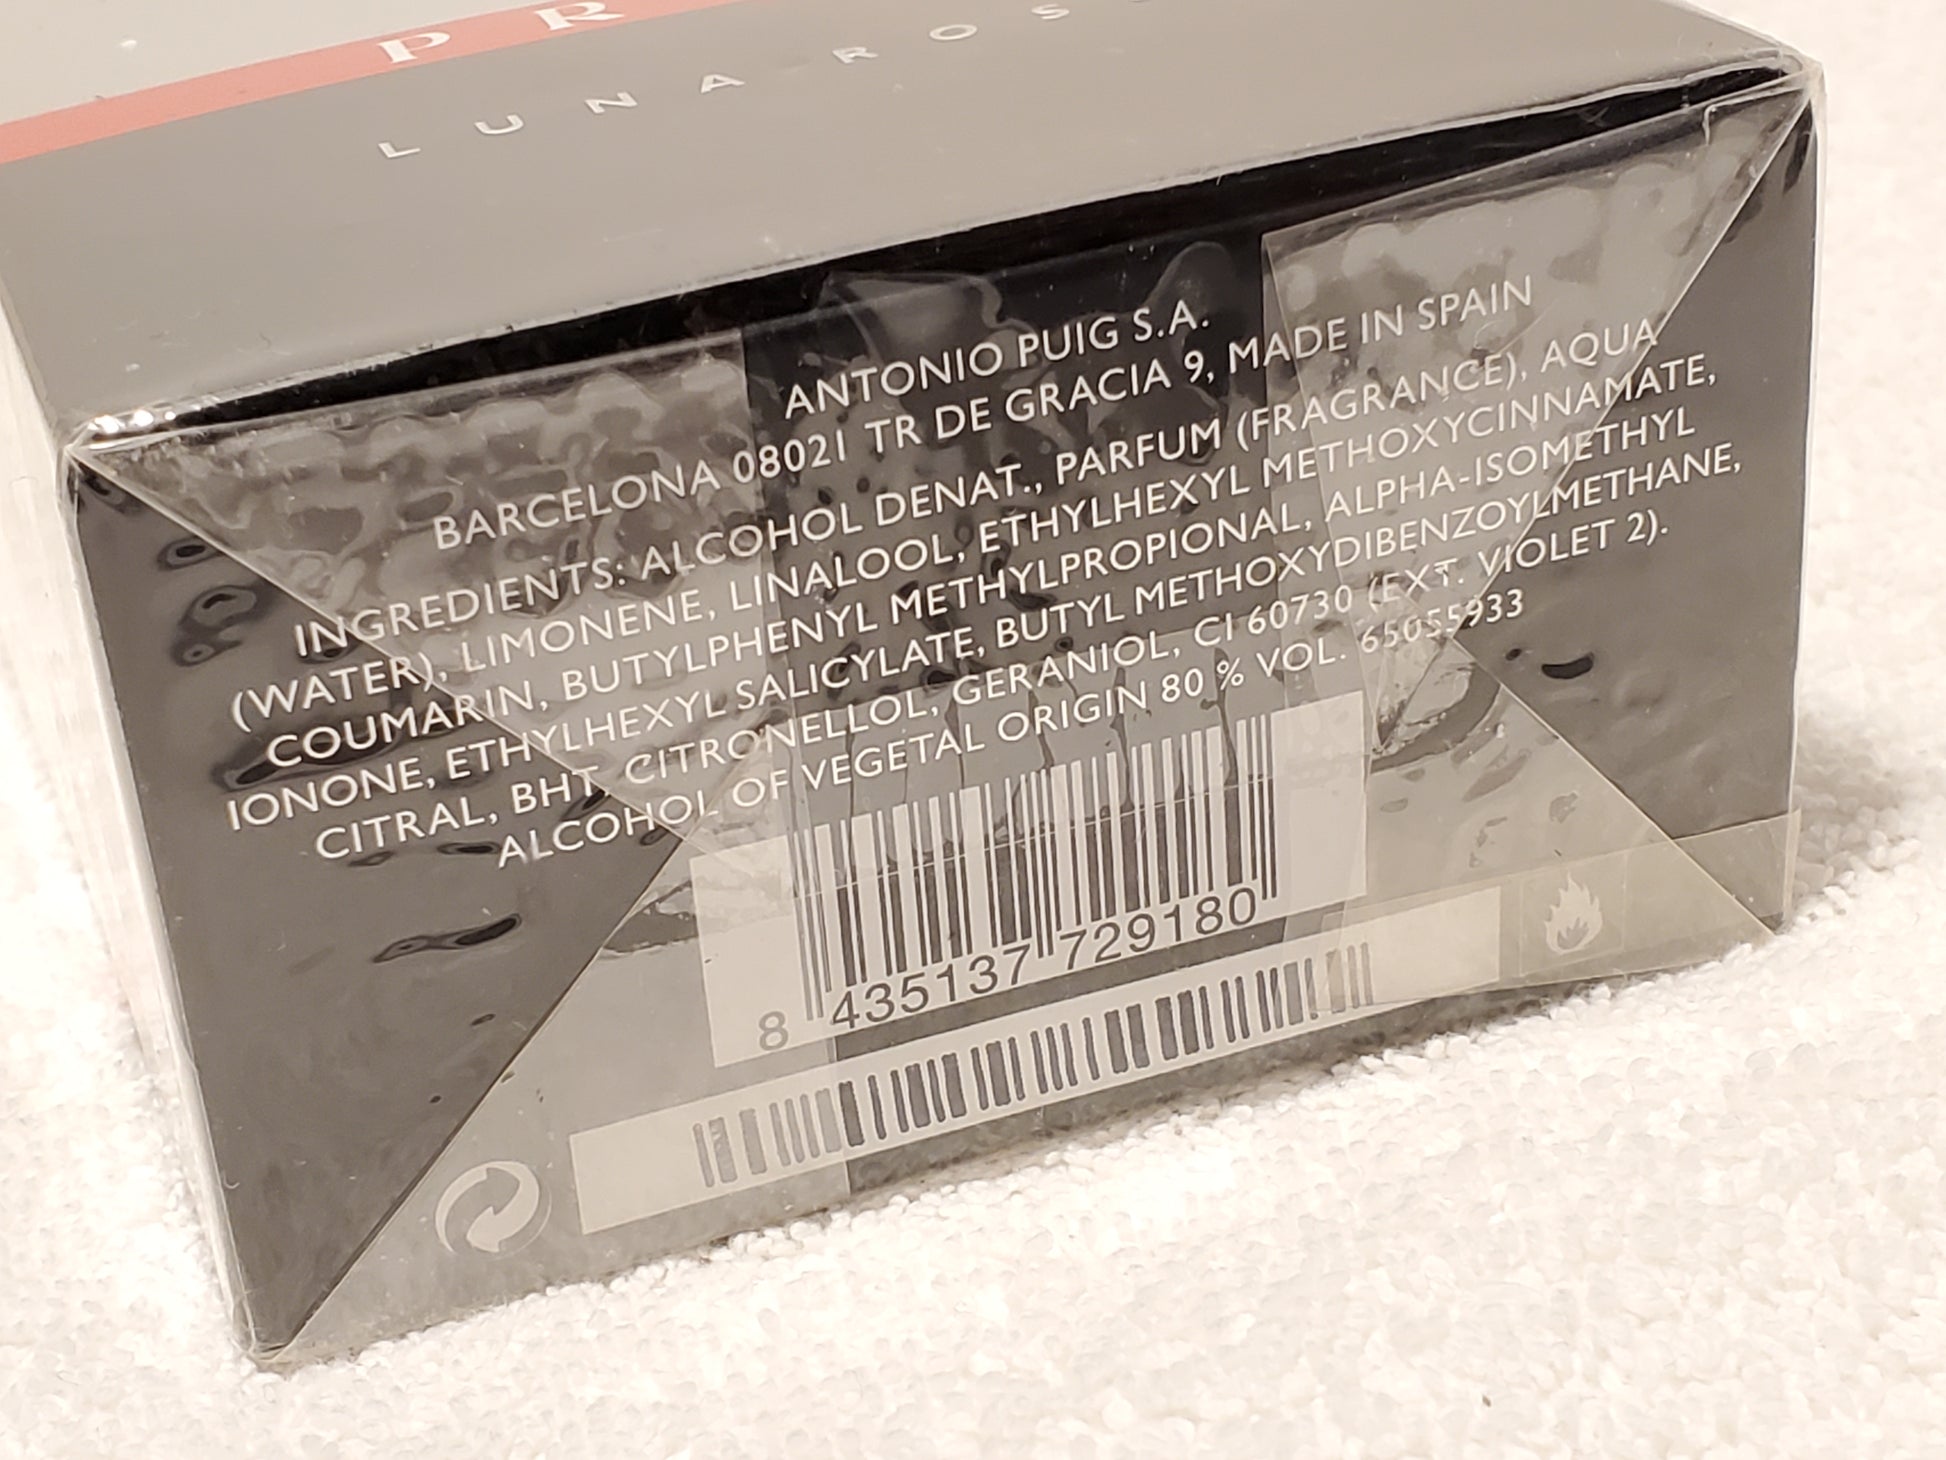 P R
LUNA ROS
ANTONIO PUIG S.A.
BARCELONA 08021 TR DE GRACIA 9, MADE IN SPAIN
INGREDIENTS: ALCOHOL DENAT., PARFUM (FRAGRANCE), AQUA
(WATER), LIMONENE, LINALOOL, ETHYLHEXYL METHOXYCINNAMATE,
COUMARIN, BUTYLPHENYL METHYLPROPIONAL, ALPHA-ISOMETHYL
IONONE, ETHYLHEXYL SALICYLATE, BUTYL METHOXYDIBENZOYLMETHANE,
CITRAL, BHT, CITRONELLOL, GERANIOL, CI 60730 (EXT. VIOLET 2).
ALCOHOL OF VEGETAL ORIGIN 80 % VOL. 65055933
8 435137 729180